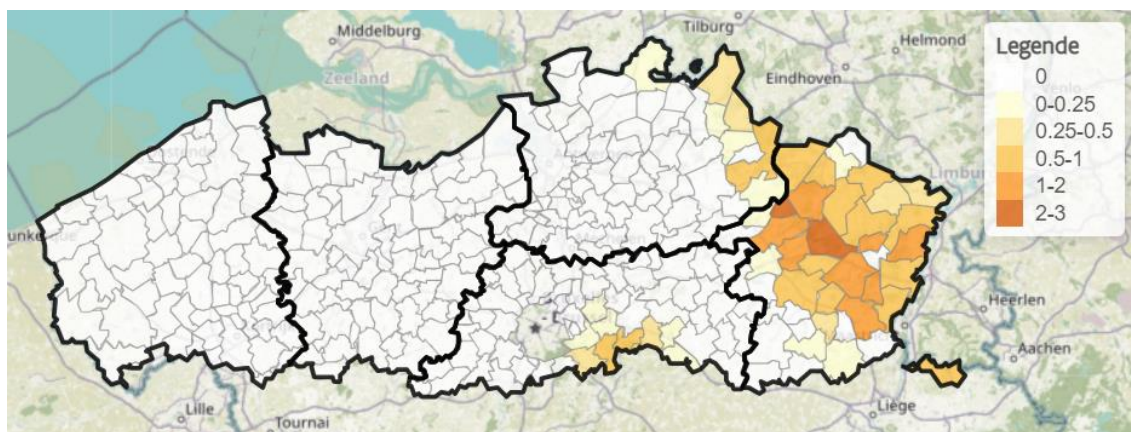 Tilburg
Middelburg
Helmond
Zeeland
Eindhoven
Legende
0
0-0.25
0.25-0.5
0.5-1
1-2
2-3
Limbu
Heerlen
Aachen
Liège
Lille
Tournai